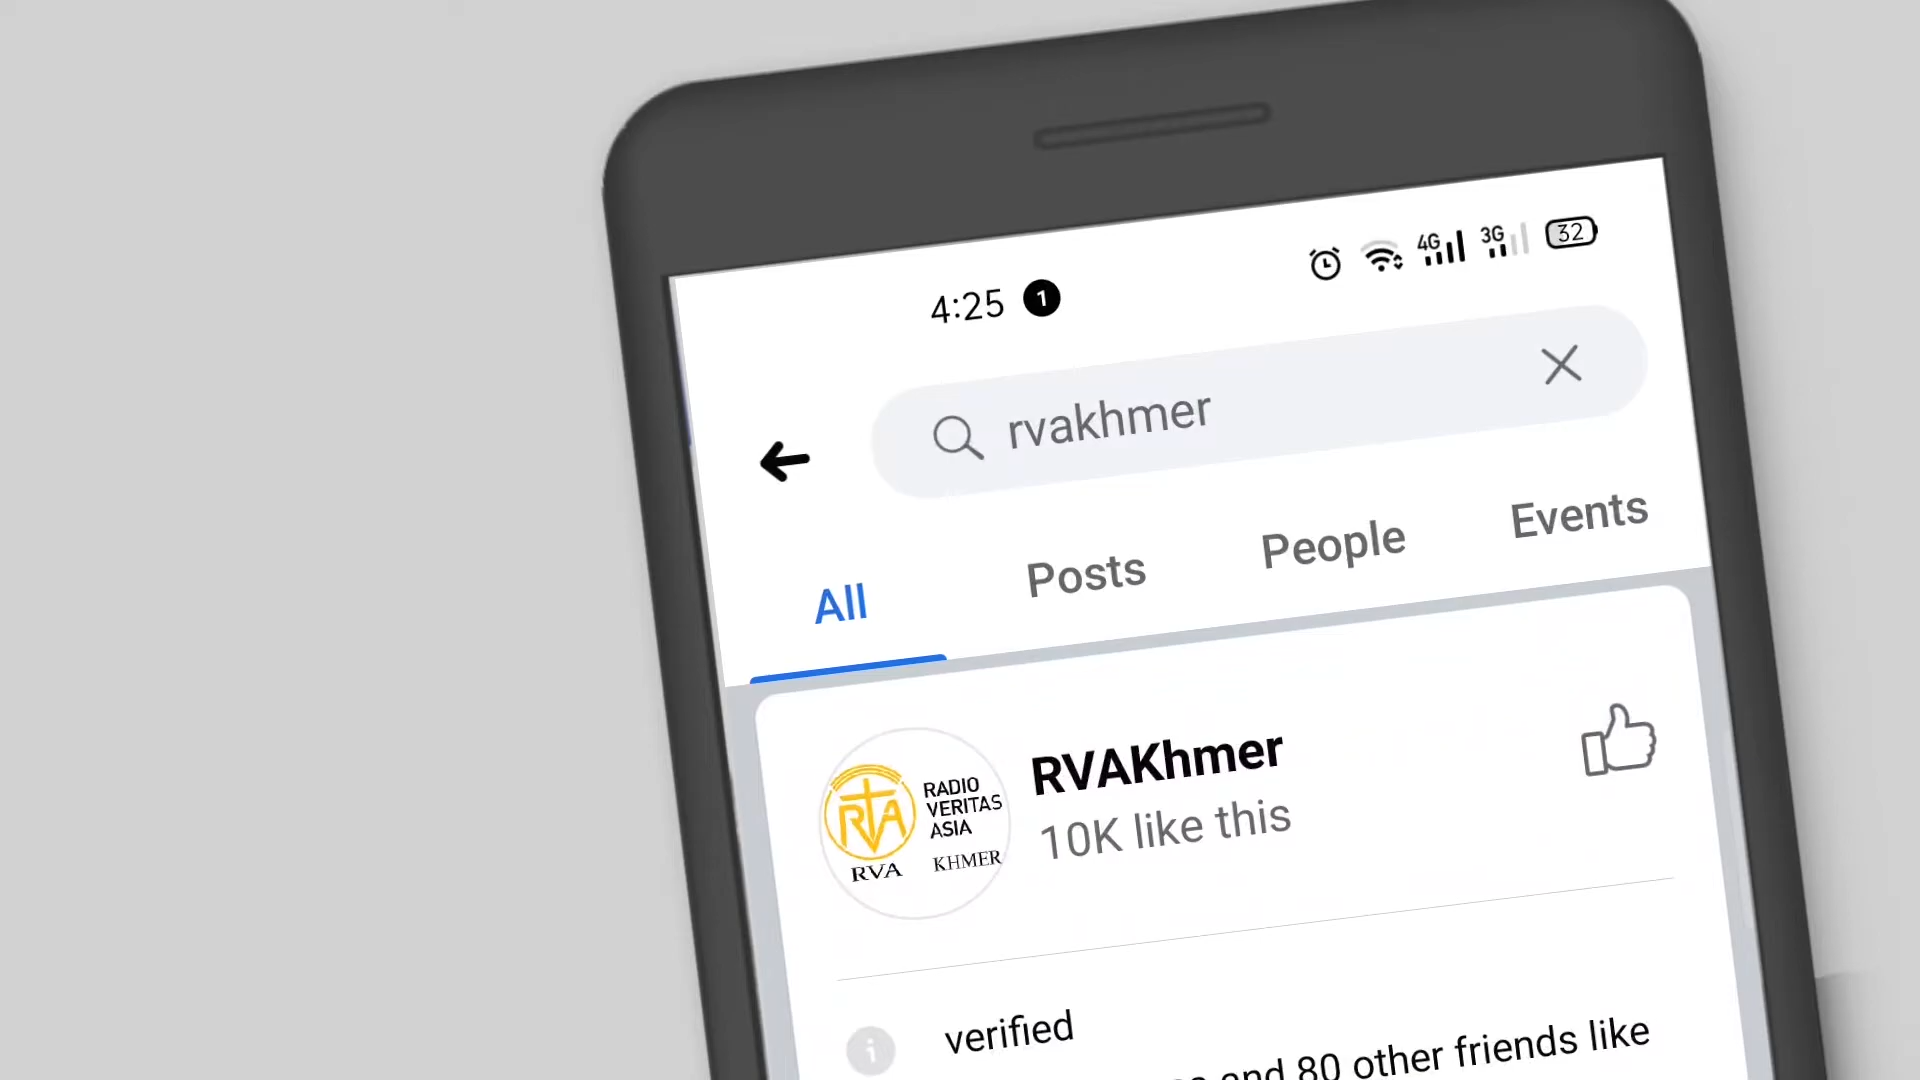 4:25 1 4G 3G 32
rvakhmer
All Posts People Events
RVAKhmer
10K like this
RADIO
VERITAS
ASIA
RVA KHMER
verified
and 80 other friends like